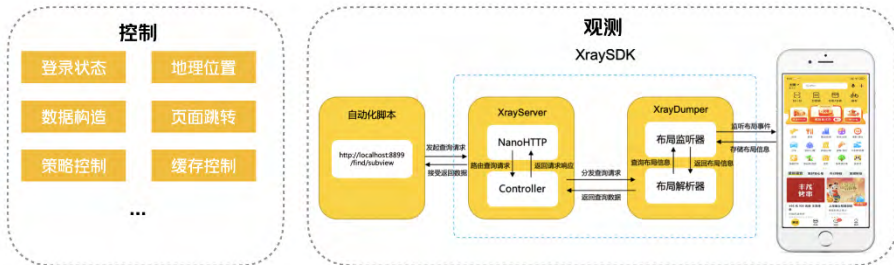 控制
登录状态
地理位置
数据构造
页面跳转
策略控制
缓存控制
...
观测
XraySDK
自动化脚本
http://localhost:8899
/find/subview
发起查询请求
接受返回数据
XrayServer
NanoHTTP
路由查询请求
返回请求响应
Controller
分发查询请求
返回查询数据
XrayDumper
布局监听器
查询布局信息
返回布局信息
布局解析器
监听布局事件
存储布局信息